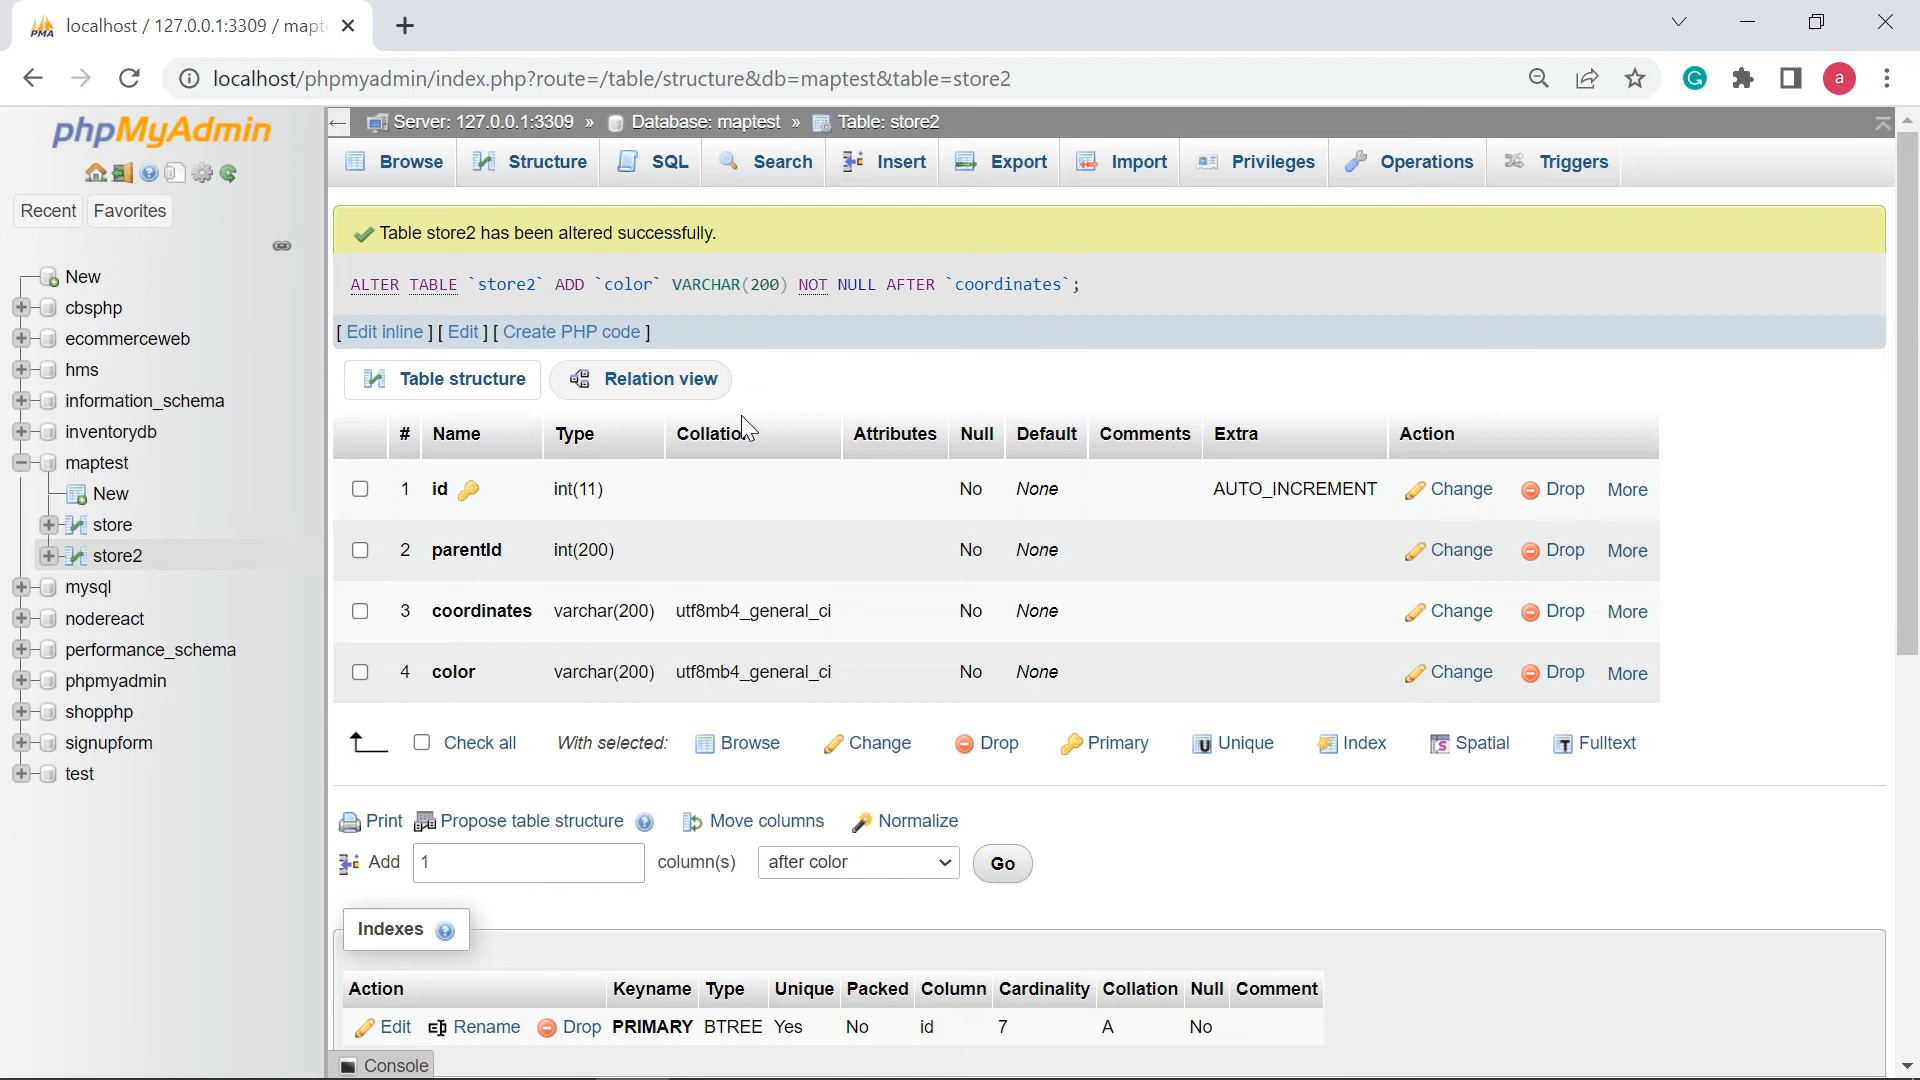 localhost / 127.0.0.1:3309 / mapt
localhost/phpmyadmin/index.php?route=/table/structure&db=maptest&table=store2
a
phpMyAdmin
Recent Favorites
New
cbsphp
ecommerceweb
hms
information_schema
inventorydb
maptest
New
store
store2
mysql
nodereact
performance_schema
phpmyadmin
shopphp
signupform
test
Server: 127.0.0.1:3309 » Database: maptest » Table: store2
Browse Structure SQL Search Insert Export Import Privileges Operations Triggers
Table store2 has been altered successfully.
ALTER TABLE `store2` ADD `color` VARCHAR(200) NOT NULL AFTER `coordinates`;
[ Edit inline ] [ Edit ] [ Create PHP code ]
Table structure Relation view
# Name Type Collation Attributes Null Default Comments Extra Action
1 id int(11) No None AUTO_INCREMENT Change Drop More
2 parentId int(200) No None Change Drop More
3 coordinates varchar(200) utf8mb4_general_ci No None Change Drop More
4 color varchar(200) utf8mb4_general_ci No None Change Drop More
Check all With selected: Browse Change Drop Primary Unique Index Spatial Fulltext
Print Propose table structure Move columns Normalize
Add 1 column(s) after color Go
Indexes
Action Keyname Type Unique Packed Column Cardinality Collation Null Comment
Edit Rename Drop PRIMARY BTREE Yes No id 7 A No
Console